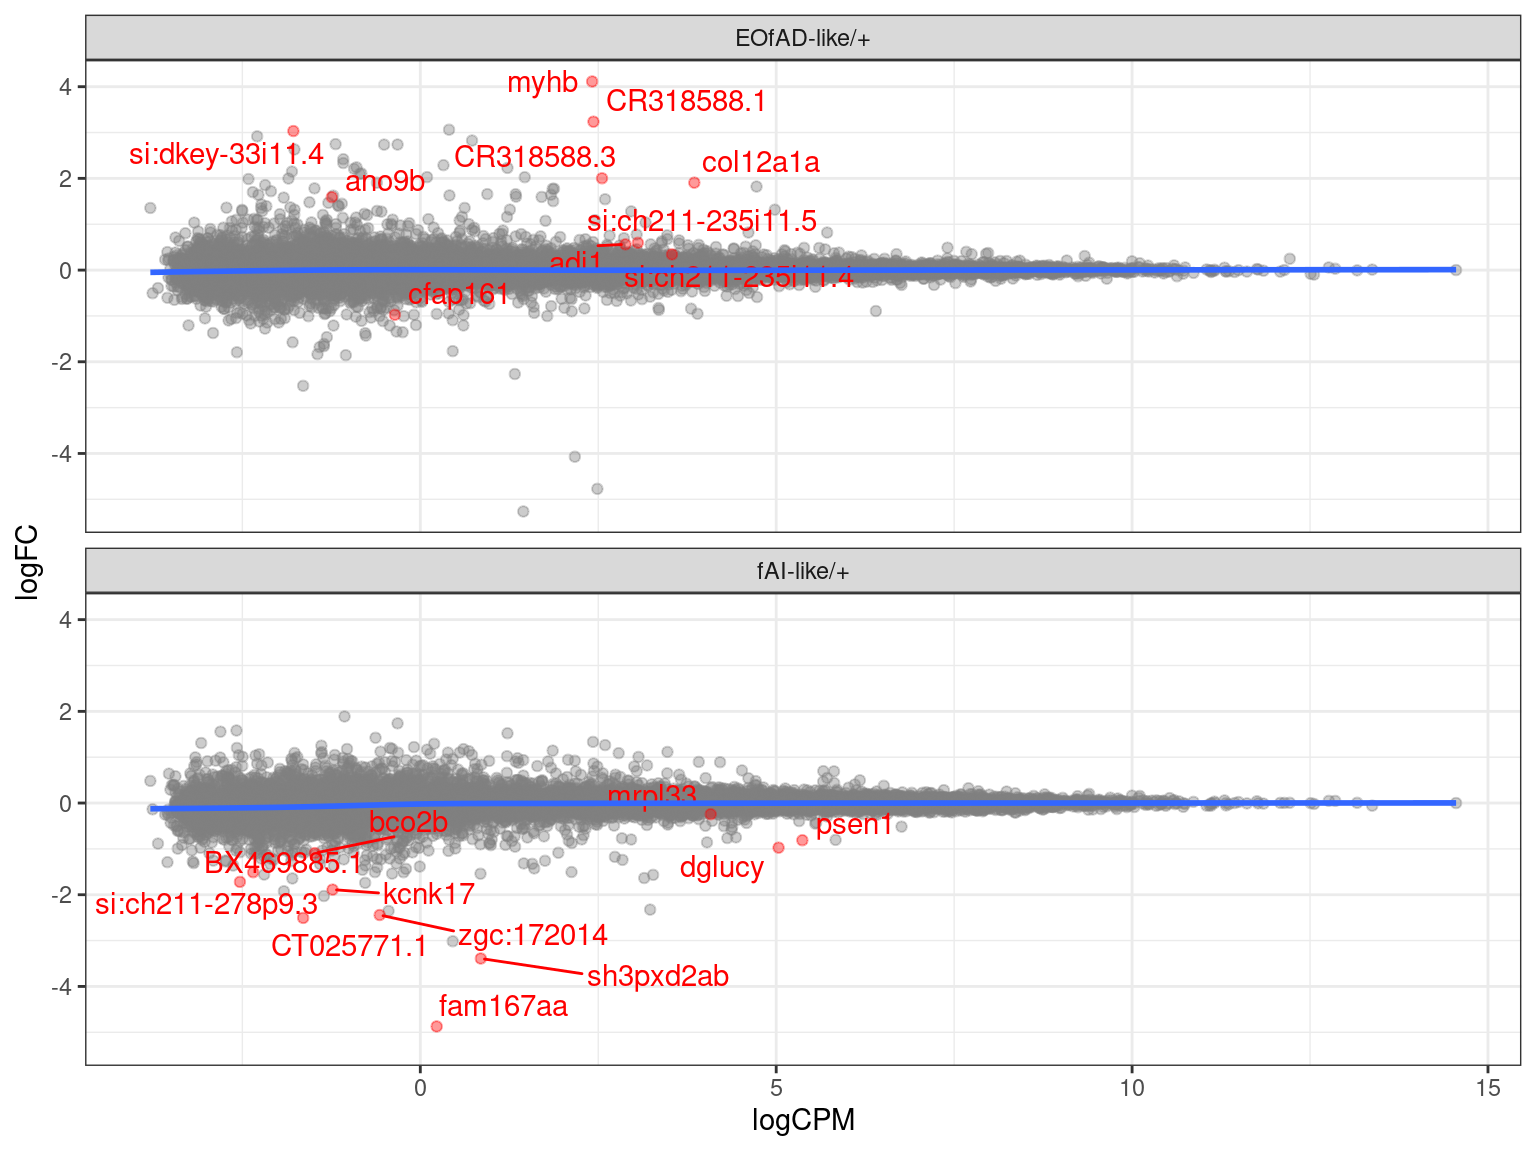 EOfAD-like/+
4
2
0
-2
-4
myhb
CR318588.1
si:dkey-33i11.4
CR318588.3
col12a1a
ano9b
si:ch211-235i11.5
adi1
si:ch211-235i11.4
cfap161
logFC
fAI-like/+
4
2
0
-2
-4
mrpl33
bco2b
psen1
BX469885.1
dglucy
kcnk17
si:ch211-278p9.3
CT025771.1
zgc:172014
sh3pxd2ab
fam167aa
0
5
10
15
logCPM